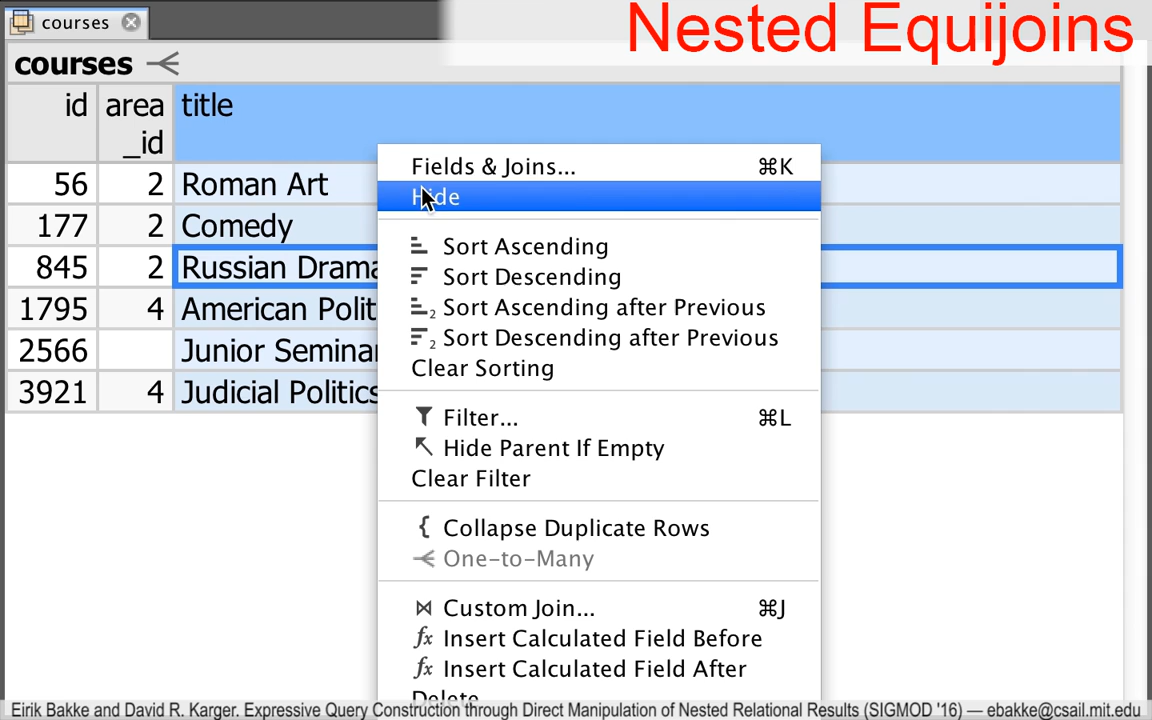 courses
Nested Equijoins
courses
id area_id title
56 2 Roman Art
177 2 Comedy
845 2 Russian Drama
1795 4 American Polit
2566 Junior Seminar
3921 4 Judicial Politics
Fields & Joins... ⌘K
Hide
Sort Ascending
Sort Descending
Sort Ascending after Previous
Sort Descending after Previous
Clear Sorting
Filter... ⌘L
Hide Parent If Empty
Clear Filter
Collapse Duplicate Rows
One-to-Many
Custom Join... ⌘J
Insert Calculated Field Before
Insert Calculated Field After
Delete
Eirik Bakke and David R. Karger. Expressive Query Construction through Direct Manipulation of Nested Relational Results (SIGMOD '16) — ebakke@csail.mit.edu